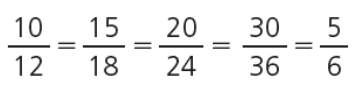 10/12 = 15/18 = 20/24 = 30/36 = 5/6